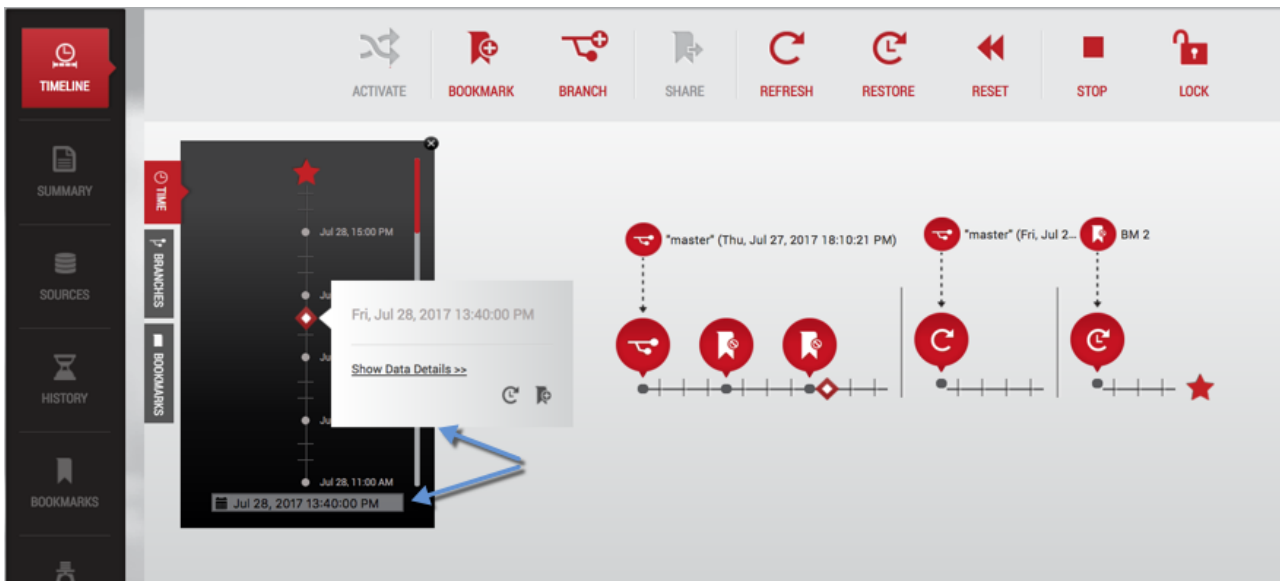 TIMELINE
ACTIVATE
BOOKMARK
BRANCH
SHARE
REFRESH
RESTORE
RESET
STOP
LOCK
SUMMARY
SOURCES
HISTORY
BOOKMARKS
TIME
BRANCHES
BOOKMARKS
Jul 28, 15:00 PM
Ju
Fri, Jul 28, 2017 13:40:00 PM
Ju
Show Data Details >>
Ju
Jul 28, 11:00 AM
Jul 28, 2017 13:40:00 PM
"master" (Thu, Jul 27, 2017 18:10:21 PM)
"master" (Fri, Jul 2...
BM 2